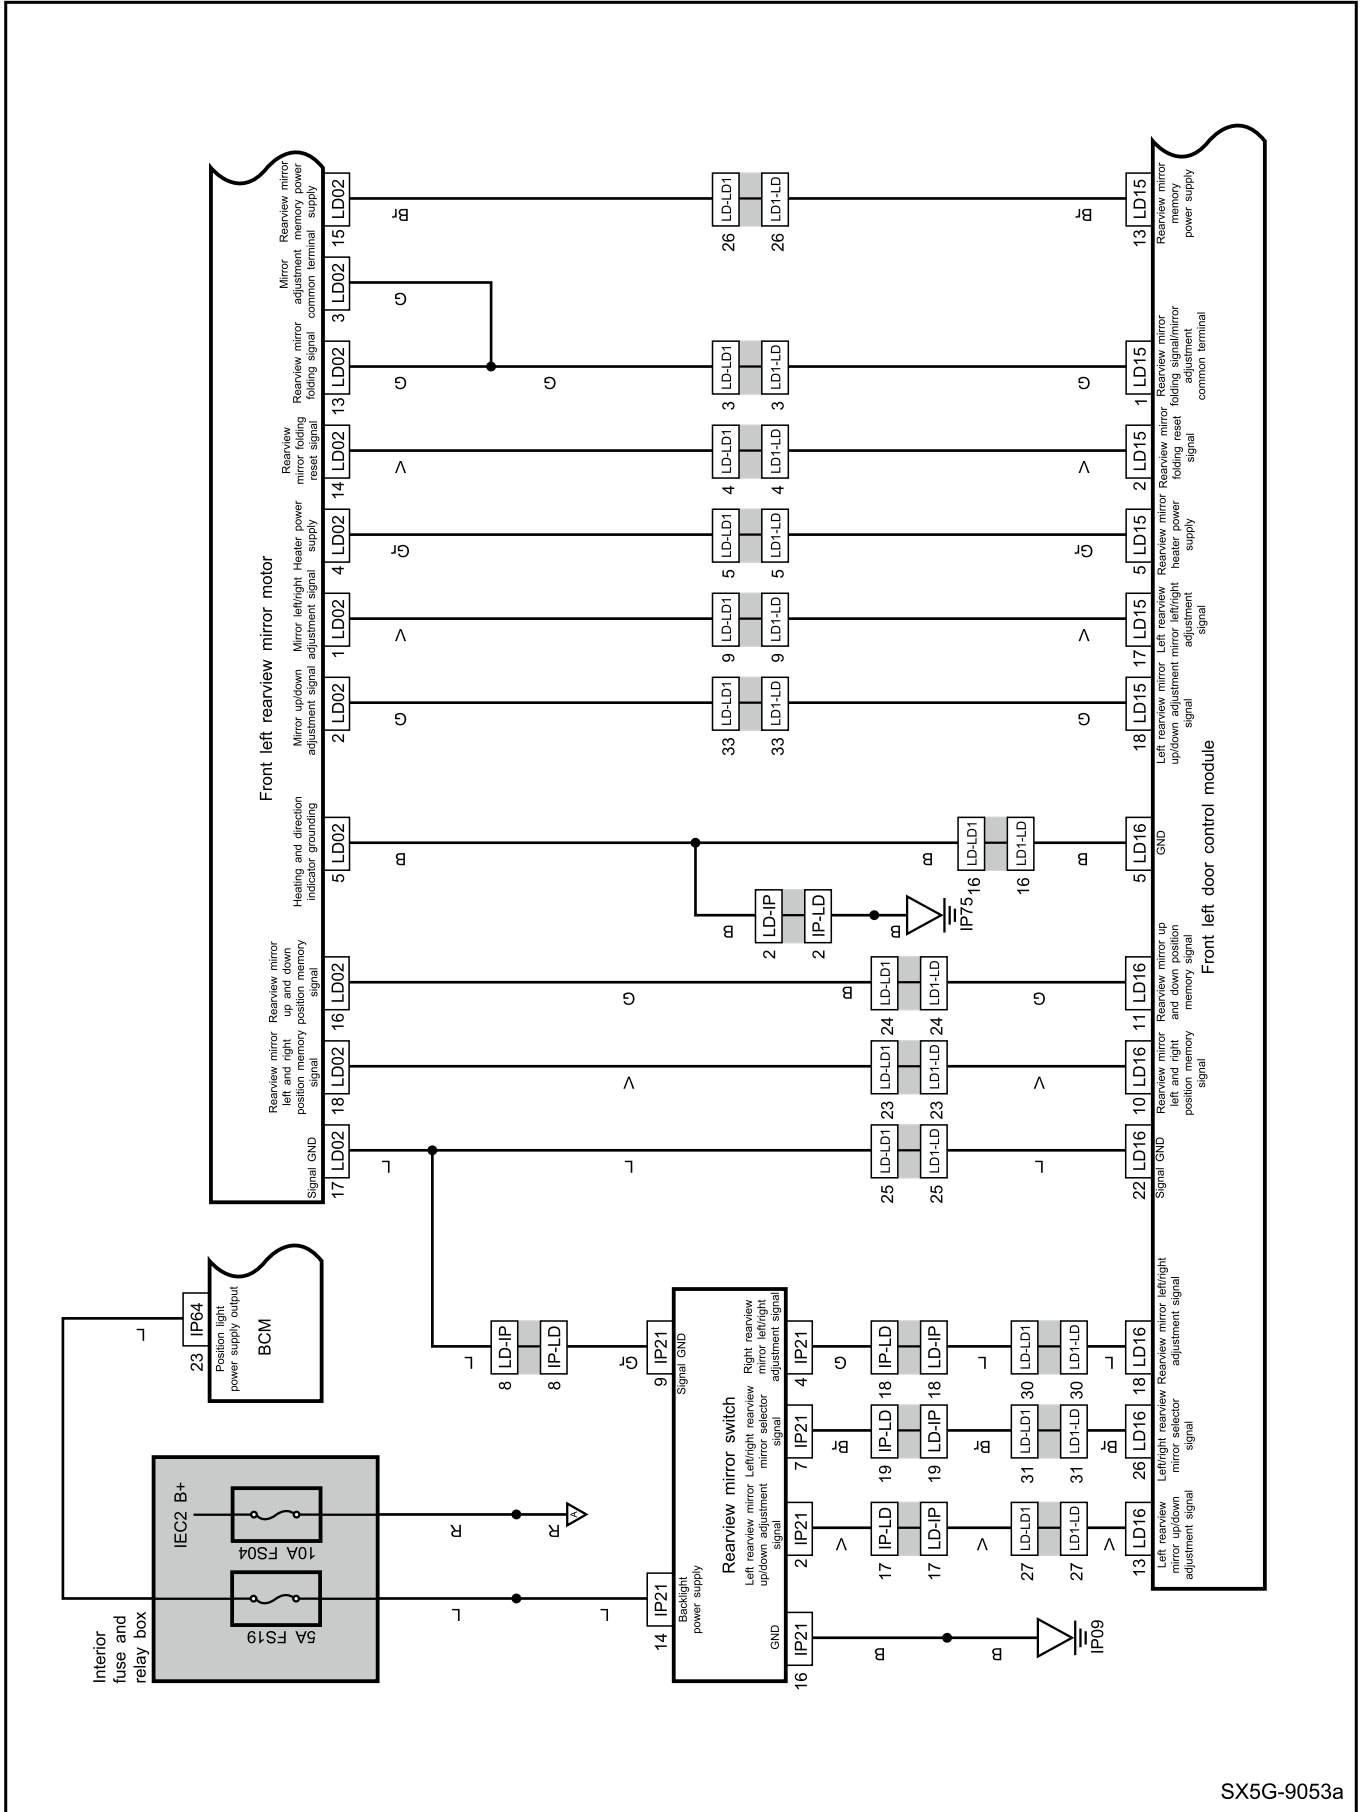 Rearview mirror
memory power
supply
15
LD02
Br
LD-LD1
26
LD1-LD
26
Br
LD15
13
Rearview mirror
memory
power supply
Mirror
adjustment
common terminal
3
LD02
G
Rearview mirror
folding signal
13
LD02
G
G
LD-LD1
3
LD1-LD
3
G
LD15
1
Rearview mirror
folding signal/mirror
adjustment
common terminal
Rearview
mirror folding
reset signal
14
LD02
V
LD-LD1
4
LD1-LD
4
V
LD15
2
Rearview mirror
folding reset
signal
Heater power
supply
4
LD02
Gr
LD-LD1
5
LD1-LD
5
Gr
LD15
5
Rearview mirror
heater power
supply
Front left rearview mirror motor
Mirror left/right
adjustment signal
1
LD02
V
LD-LD1
9
LD1-LD
9
V
LD15
17
Left rearview
mirror left/right
adjustment
signal
Mirror up/down
adjustment signal
2
LD02
G
LD-LD1
33
LD1-LD
33
G
LD15
18
Left rearview mirror
up/down adjustment
signal
Heating and direction
indicator grounding
5
LD02
B
B
LD-LD1
16
LD1-LD
16
B
LD16
5
GND
B
LD-IP
2
IP-LD
2
B
IP75
Front left door control module
Rearview mirror
up and down
position memory
signal
16
LD02
G
B
LD-LD1
24
LD1-LD
24
G
LD16
11
Rearview mirror up
and down position
memory signal
Rearview mirror
left and right
position memory
signal
18
LD02
V
LD-LD1
23
LD1-LD
23
V
LD16
10
Rearview mirror
left and right
position memory
signal
Signal GND
17
LD02
L
L
LD-LD1
25
LD1-LD
25
L
LD16
22
Signal GND
L
23
IP64
Position light
power supply output
BCM
L
LD-IP
8
IP-LD
8
Gr
IP21
9
Signal GND
Right rearview
mirror left/right
adjustment signal
IP21
4
G
IP-LD
18
LD-IP
18
L
LD-LD1
30
LD1-LD
30
L
LD16
18
Rearview mirror left/right
adjustment signal
Rearview mirror switch
Left/right rearview
mirror selector
signal
IP21
7
Br
IP-LD
19
LD-IP
19
Br
LD-LD1
31
LD1-LD
31
Br
LD16
26
Left/right rearview
mirror selector
signal
IEC2 B+
10A FS04
R
R
A
Left rearview mirror
up/down adjustment
signal
IP21
2
V
IP-LD
17
LD-IP
17
V
LD-LD1
27
LD1-LD
27
V
LD16
13
Left rearview
mirror up/down
adjustment signal
Interior
fuse and
relay box
5A FS19
L
L
IP21
14
Backlight
power supply
GND
IP21
16
B
B
IP09
SX5G-9053a